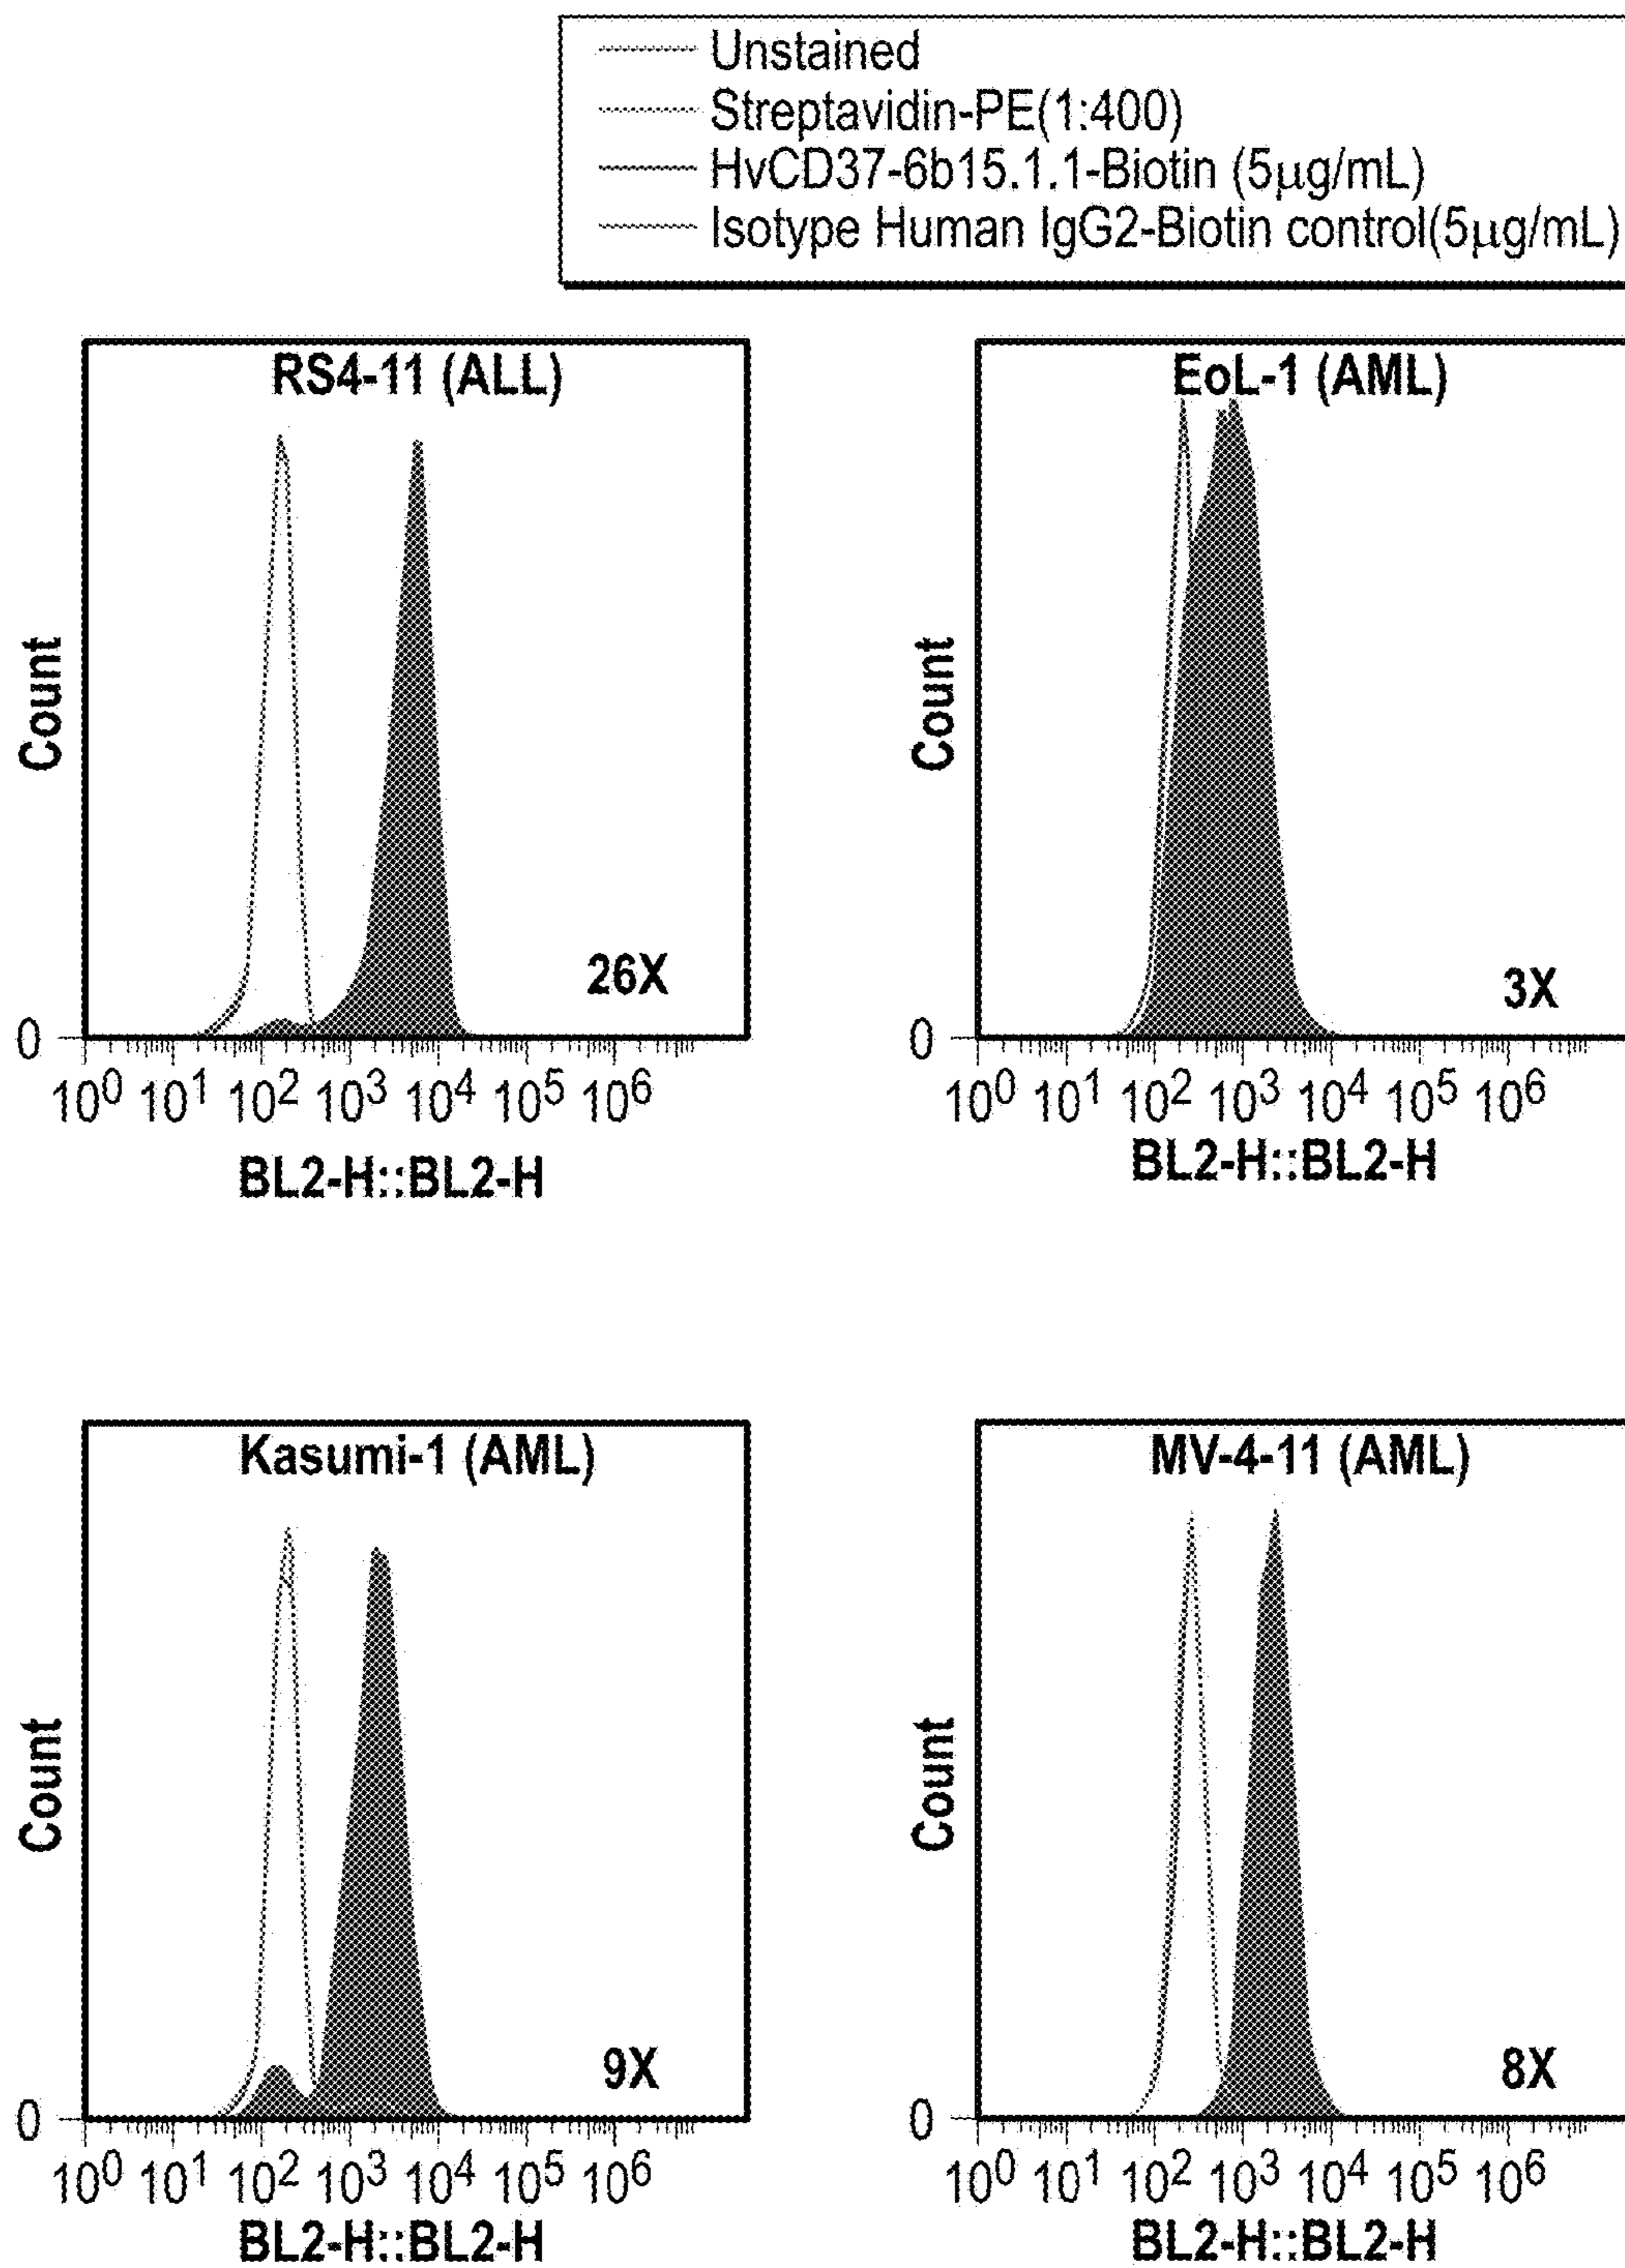 Unstained
Streptavidin-PE(1:400)
HvCD37-6b15.1.1-Biotin (5µg/mL)
Isotype Human IgG2-Biotin control(5µg/mL)
RS4-11 (ALL)
Count
26X
0
10⁰ 10¹ 10² 10³ 10⁴ 10⁵ 10⁶
BL2-H::BL2-H
EoL-1 (AML)
Count
3X
0
10⁰ 10¹ 10² 10³ 10⁴ 10⁵ 10⁶
BL2-H::BL2-H
Kasumi-1 (AML)
Count
9X
0
10⁰ 10¹ 10² 10³ 10⁴ 10⁵ 10⁶
BL2-H::BL2-H
MV-4-11 (AML)
Count
8X
0
10⁰ 10¹ 10² 10³ 10⁴ 10⁵ 10⁶
BL2-H::BL2-H